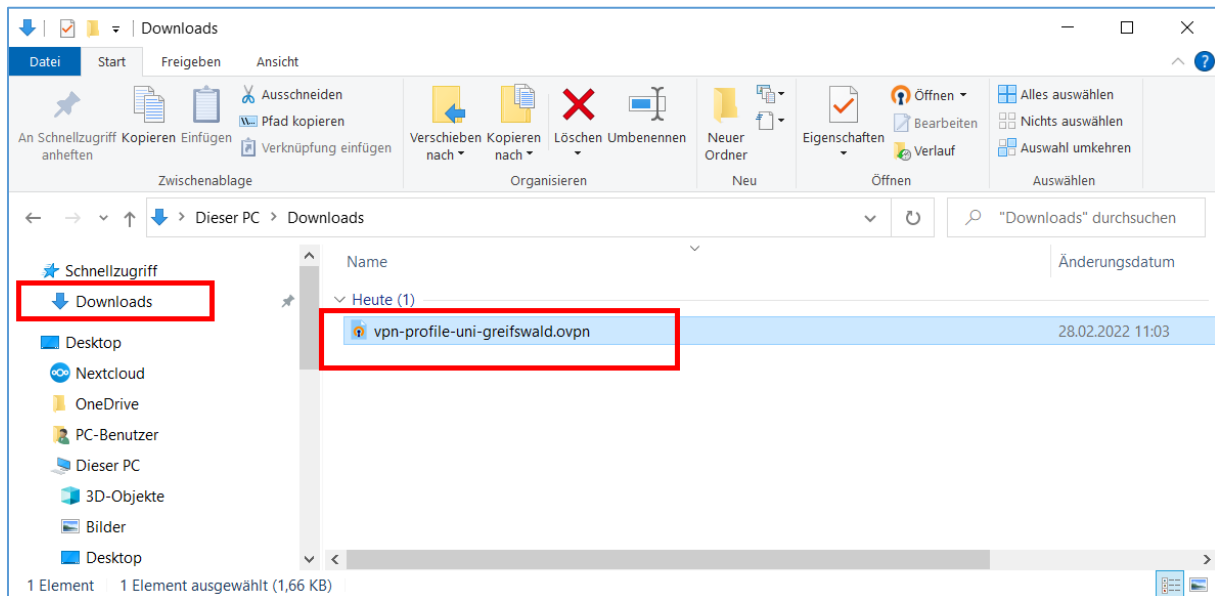 Downloads
Datei Start Freigeben Ansicht
An Schnellzugriff anheften
Kopieren
Einfügen
Ausschneiden
Pfad kopieren
Verknüpfung einfügen
Zwischenablage
Verschieben nach
Kopieren nach
Löschen
Umbenennen
Organisieren
Neuer Ordner
Neu
Eigenschaften
Öffnen
Bearbeiten
Verlauf
Öffnen
Alles auswählen
Nichts auswählen
Auswahl umkehren
Auswählen
Dieser PC > Downloads
"Downloads" durchsuchen
Schnellzugriff
Downloads
Desktop
Nextcloud
OneDrive
PC-Benutzer
Dieser PC
3D-Objekte
Bilder
Desktop
Name Änderungsdatum
Heute (1)
vpn-profile-uni-greifswald.ovpn 28.02.2022 11:03
1 Element 1 Element ausgewählt (1,66 KB)